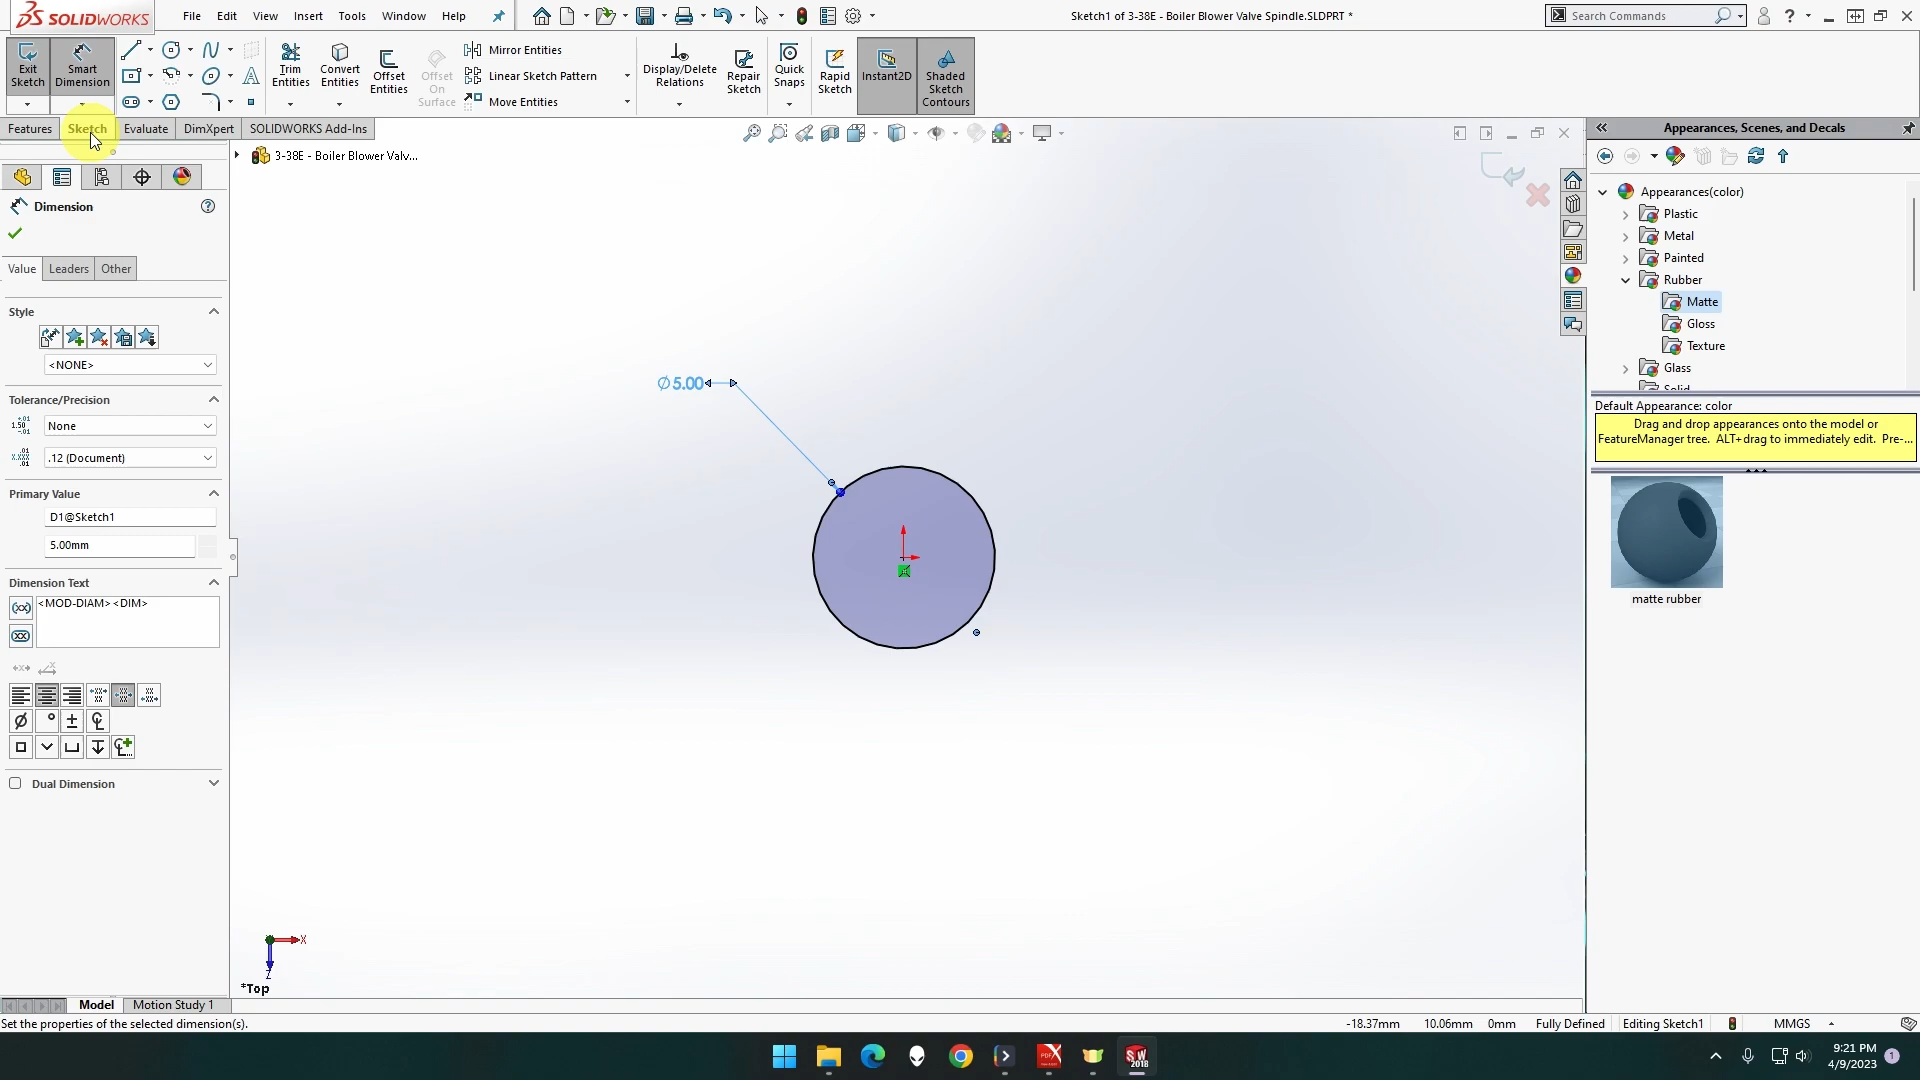 SOLIDWORKS
File Edit View Insert Tools Window Help
Sketch1 of 3-38E - Boiler Blower Valve Spindle.SLDPRT *
Search Commands
Exit Sketch
Smart Dimension
Trim Entities
Convert Entities
Offset Entities
Offset On Surface
Mirror Entities
Linear Sketch Pattern
Move Entities
Display/Delete Relations
Repair Sketch
Quick Snaps
Rapid Sketch
Instant2D
Shaded Sketch Contours
Features Sketch Evaluate DimXpert SOLIDWORKS Add-Ins
3-38E - Boiler Blower Valv...
Dimension
Value Leaders Other
Style
<NONE>
Tolerance/Precision
None
.12 (Document)
Primary Value
D1@Sketch1
5.00mm
Dimension Text
<MOD-DIAM><DIM>
Dual Dimension
∅5.00
X
Z
*Top
Appearances, Scenes, and Decals
Appearances(color)
Plastic
Metal
Painted
Rubber
Matte
Gloss
Texture
Glass
Default Appearance: color
Drag and drop appearances onto the model or
FeatureManager tree. ALT+drag to immediately edit. Pre-...
matte rubber
Model Motion Study 1
Set the properties of the selected dimension(s).
-18.37mm 10.06mm 0mm Fully Defined Editing Sketch1 MMGS
9:21 PM
4/9/2023
1